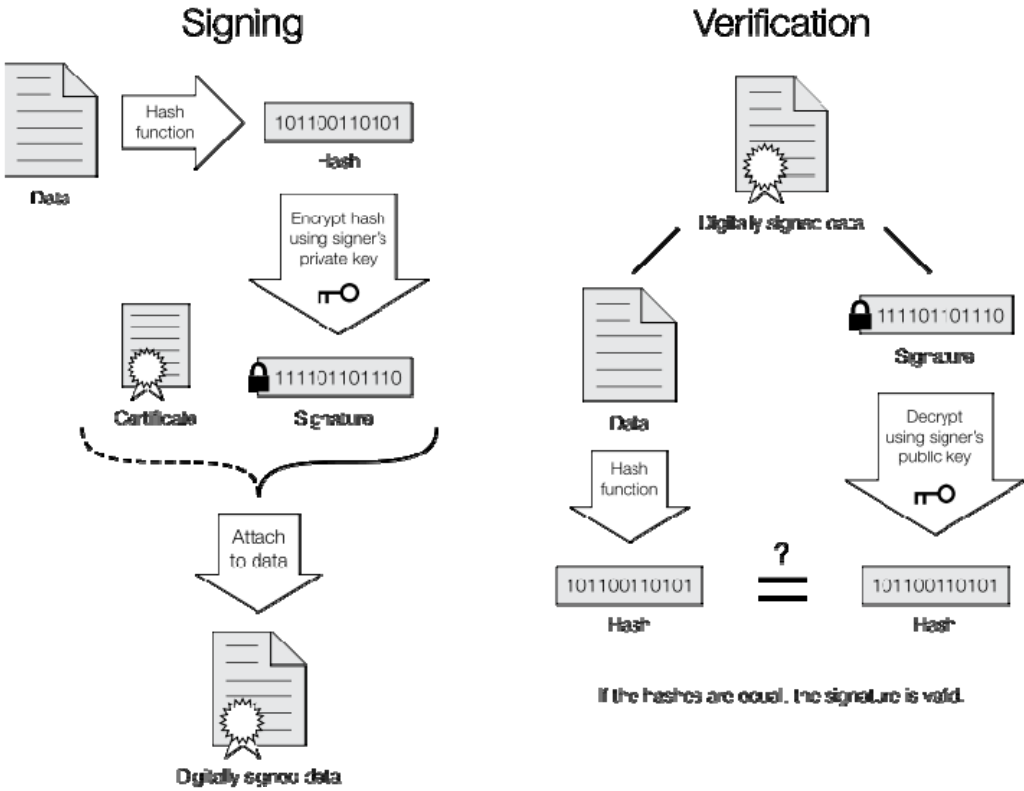 Signing
Hash
function
101100110101
Hash
Data
Encrypt hash
using signer's
private key
111101101110
Certificate
Signature
Attach
to data
Digitally signed data
Verification
Digitally signed data
Data
111101101110
Signature
Hash
function
Decrypt
using signer's
public key
101100110101
Hash
?
=
101100110101
Hash
If the hashes are equal, the signature is valid.